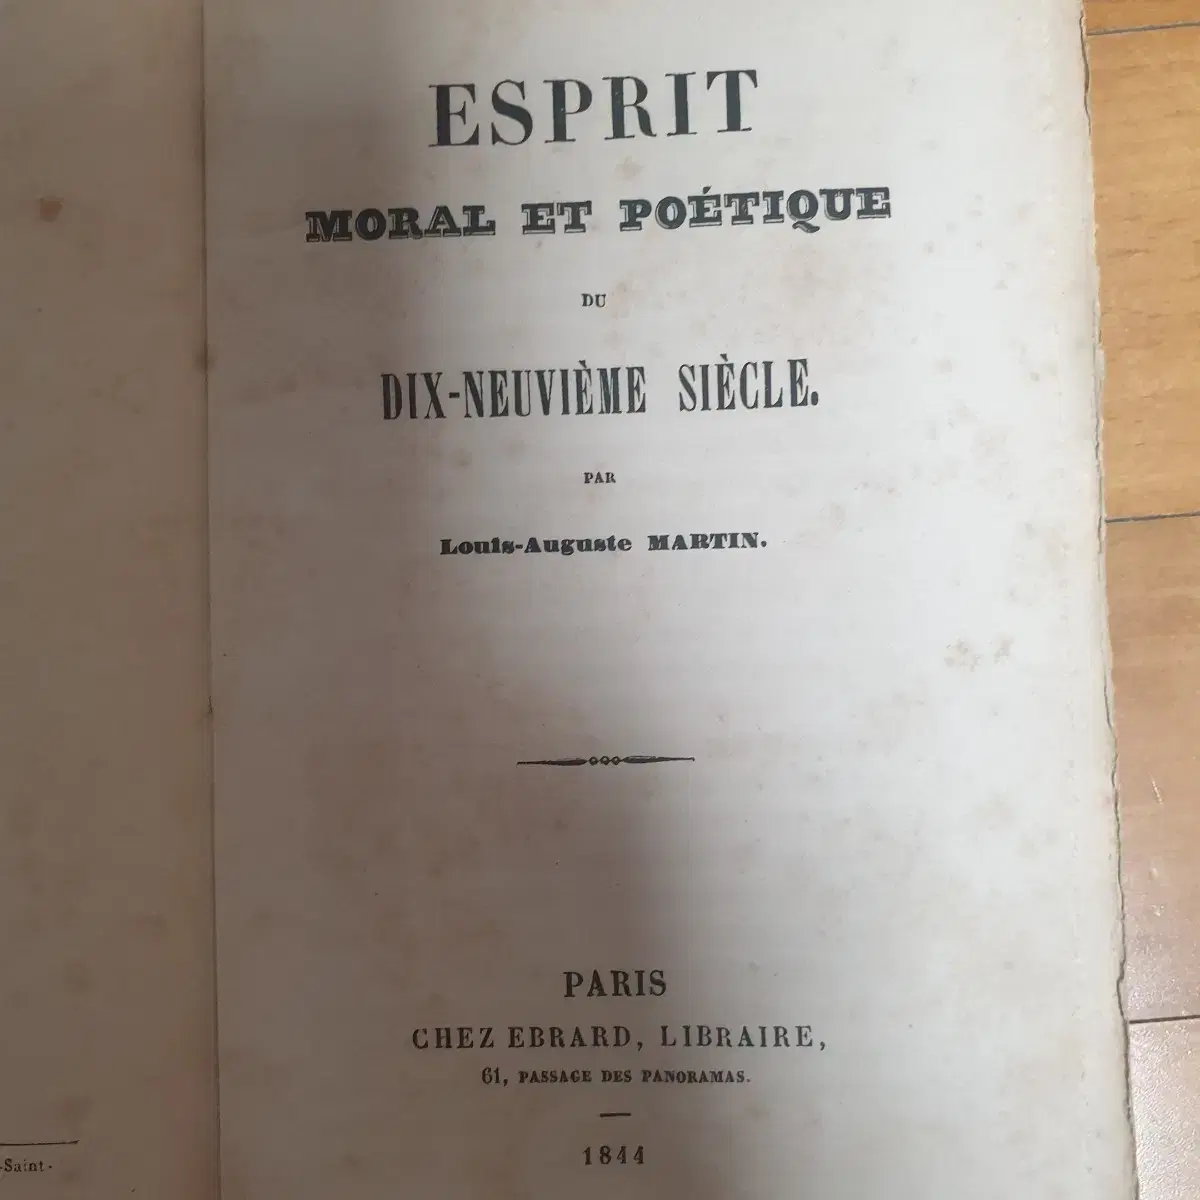 ESPRIT
MORAL ET POÉTIQUE
DU
DIX-NEUVIÈME SIÈCLE.
PAR
Louis-Auguste MARTIN.
PARIS
CHEZ EBRARD, LIBRAIRE,
61, PASSAGE DES PANORAMAS.
1844
-Saint-